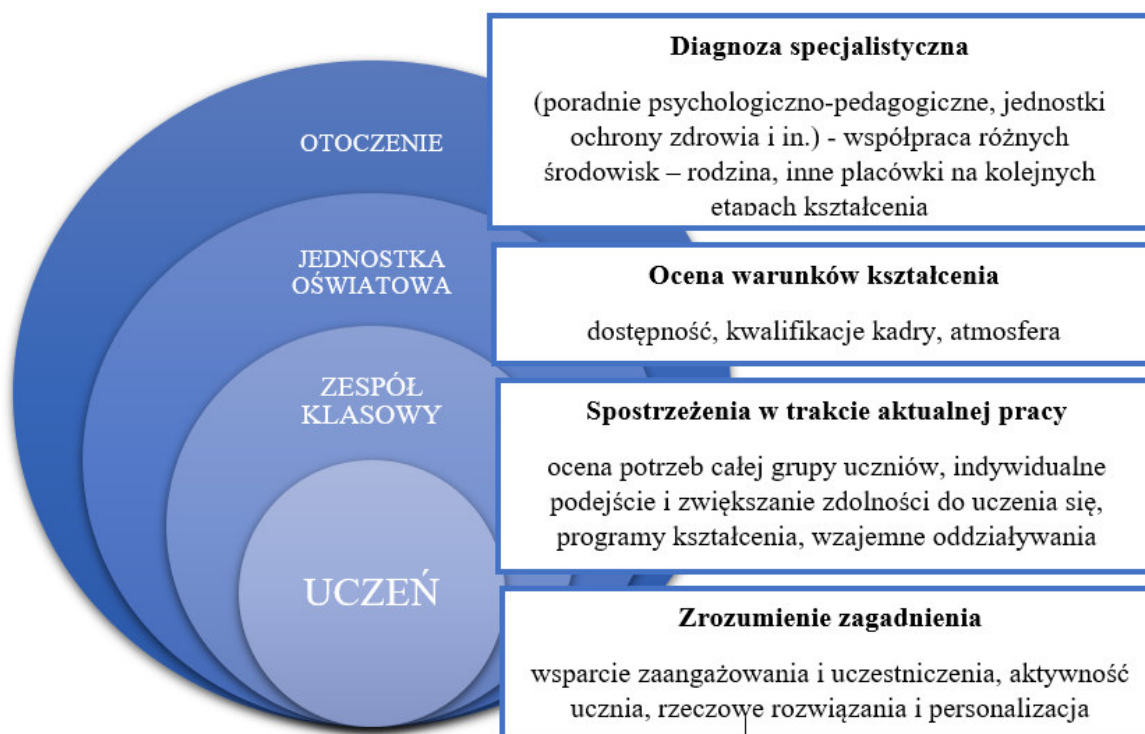 OTOCZENIE
JEDNOSTKA
OŚWIATOWA
ZESPÓŁ
KLASOWY
UCZEŃ
Diagnoza specjalistyczna
(poradnie psychologiczno-pedagogiczne, jednostki
ochrony zdrowia i in.) - współpraca różnych
środowisk – rodzina, inne placówki na kolejnych
etapach kształcenia
Ocena warunków kształcenia
dostępność, kwalifikacje kadry, atmosfera
Spostrzeżenia w trakcie aktualnej pracy
ocena potrzeb całej grupy uczniów, indywidualne
podejście i zwiększanie zdolności do uczenia się,
programy kształcenia, wzajemne oddziaływania
Zrozumienie zagadnienia
wsparcie zaangażowania i uczestniczenia, aktywność
ucznia, rzeczowe rozwiązania i personalizacja